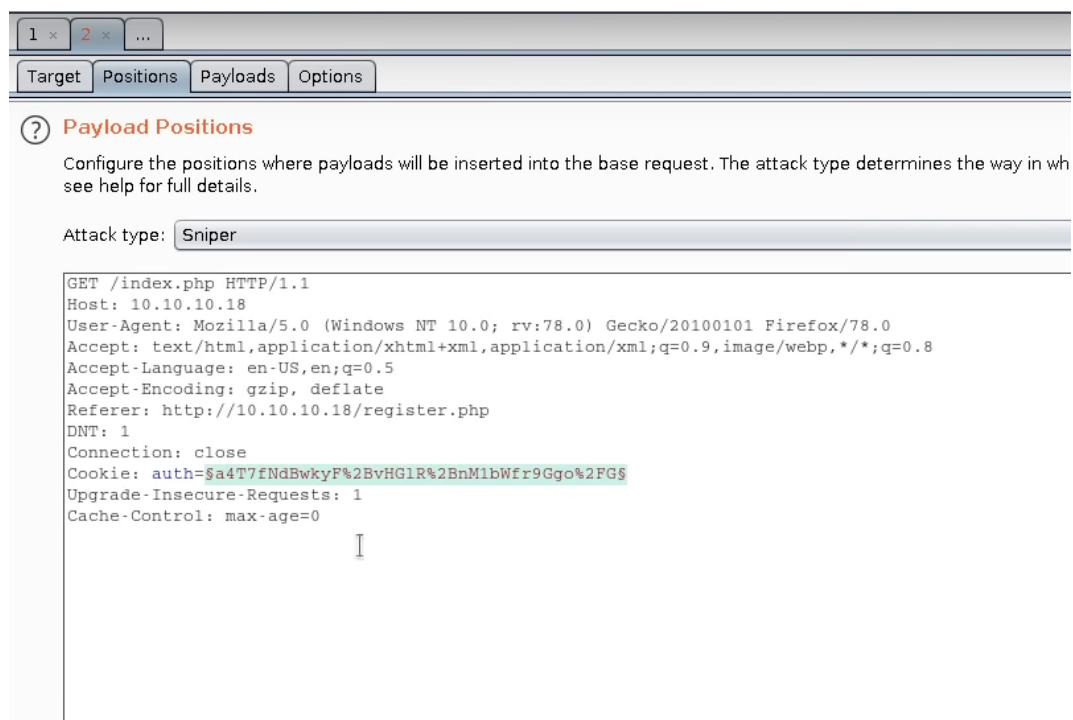 1 × 2 × ...
Target Positions Payloads Options
? Payload Positions
Configure the positions where payloads will be inserted into the base request. The attack type determines the way in wh
see help for full details.
Attack type: Sniper
GET /index.php HTTP/1.1
Host: 10.10.10.18
User-Agent: Mozilla/5.0 (Windows NT 10.0; rv:78.0) Gecko/20100101 Firefox/78.0
Accept: text/html,application/xhtml+xml,application/xml;q=0.9,image/webp,*/*;q=0.8
Accept-Language: en-US,en;q=0.5
Accept-Encoding: gzip, deflate
Referer: http://10.10.10.18/register.php
DNT: 1
Connection: close
Cookie: auth=§a4T7fNdBwkyF%2BvHGlR%2BnM1bWfr9Ggo%2FG§
Upgrade-Insecure-Requests: 1
Cache-Control: max-age=0